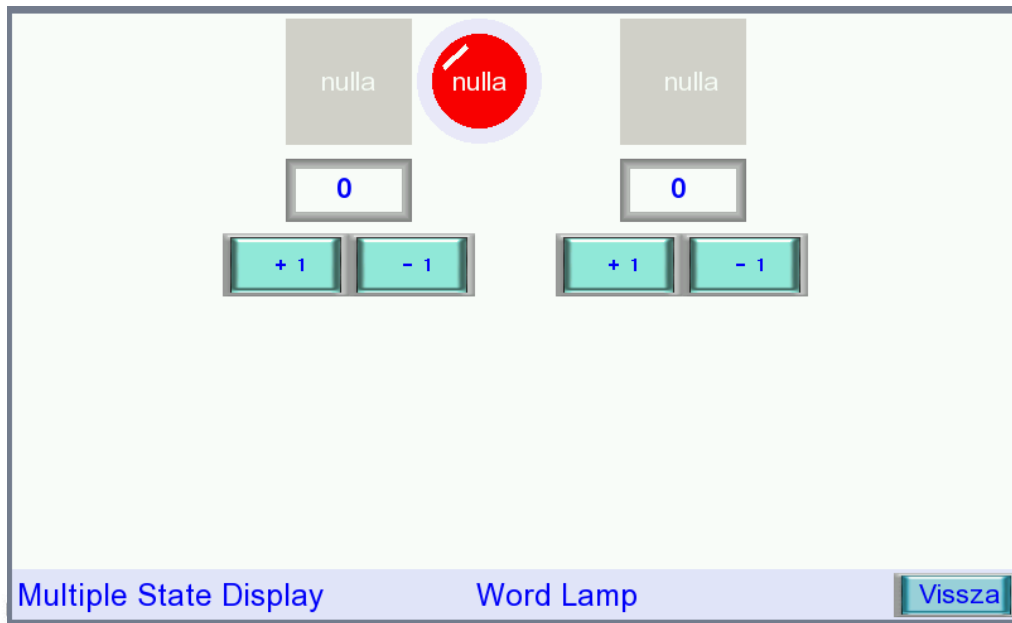 nulla nulla nulla
0 0
+ 1 - 1 + 1 - 1
Multiple State Display Word Lamp Vissza